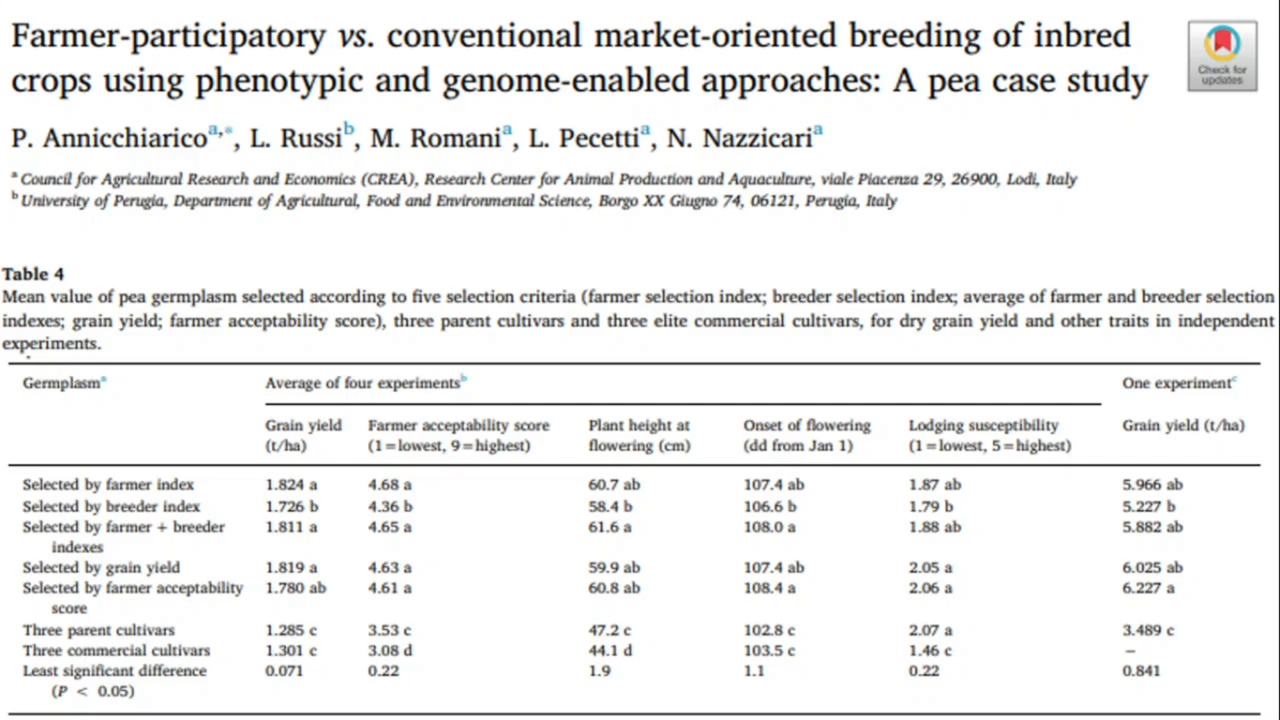 Farmer-participatory vs. conventional market-oriented breeding of inbred
crops using phenotypic and genome-enabled approaches: A pea case study
Check for
updates
P. Annicchiarico a,*, L. Russi b, M. Romani a, L. Pecetti a, N. Nazzicari a
a Council for Agricultural Research and Economics (CREA), Research Center for Animal Production and Aquaculture, viale Piacenza 29, 26900, Lodi, Italy
b University of Perugia, Department of Agricultural, Food and Environmental Science, Borgo XX Giugno 74, 06121, Perugia, Italy
Table 4
Mean value of pea germplasm selected according to five selection criteria (farmer selection index; breeder selection index; average of farmer and breeder selection
indexes; grain yield; farmer acceptability score), three parent cultivars and three elite commercial cultivars, for dry grain yield and other traits in independent
experiments.
Germplasm a Average of four experiments b One experiment c
Grain yield Farmer acceptability score Plant height at Onset of flowering Lodging susceptibility Grain yield (t/ha)
(t/ha) (1=lowest, 9=highest) flowering (cm) (dd from Jan 1) (1=lowest, 5=highest)
Selected by farmer index 1.824 a 4.68 a 60.7 ab 107.4 ab 1.87 ab 5.966 ab
Selected by breeder index 1.726 b 4.36 b 58.4 b 106.6 b 1.79 b 5.227 b
Selected by farmer + breeder 1.811 a 4.65 a 61.6 a 108.0 a 1.88 ab 5.882 ab
indexes
Selected by grain yield 1.819 a 4.63 a 59.9 ab 107.4 ab 2.05 a 6.025 ab
Selected by farmer acceptability 1.780 ab 4.61 a 60.8 ab 108.4 a 2.06 a 6.227 a
score
Three parent cultivars 1.285 c 3.53 c 47.2 c 102.8 c 2.07 a 3.489 c
Three commercial cultivars 1.301 c 3.08 d 44.1 d 103.5 c 1.46 c –
Least significant difference 0.071 0.22 1.9 1.1 0.22 0.841
(P < 0.05)